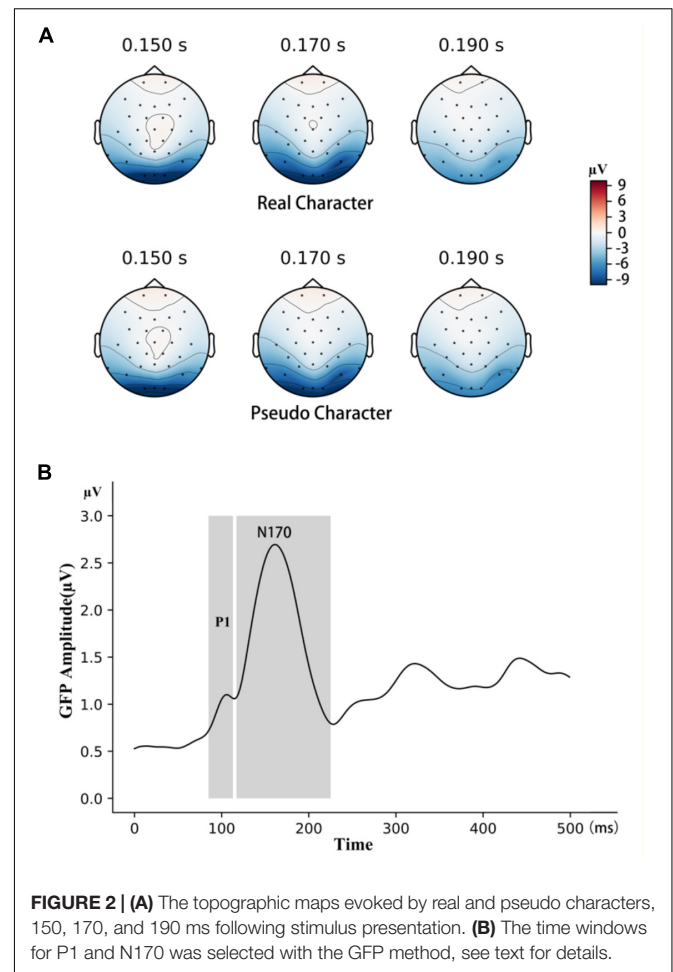 A
0.150 s 0.170 s 0.190 s
Real Character
0.150 s 0.170 s 0.190 s
Pseudo Character
μV
9
6
3
0
-3
-6
-9
B
μV
3.0
2.5
2.0
1.5
1.0
0.5
0.0
GFP Amplitude(μV)
P1
N170
0 100 200 300 400 500 (ms)
Time
FIGURE 2 | (A) The topographic maps evoked by real and pseudo characters,
150, 170, and 190 ms following stimulus presentation. (B) The time windows
for P1 and N170 was selected with the GFP method, see text for details.